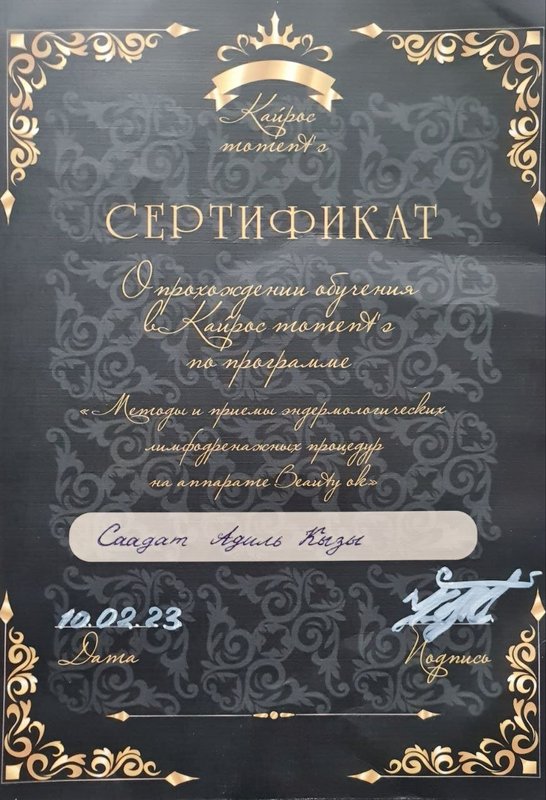 Кайрос
moment's
СЕРТИФИКАТ
О прохождении обучения
в Кайрос moment's
по программе
«Методы и приемы эндермологических
лимфодренажных процедур
на аппарате Beauty ok»
Саадат Адиль Кызы
10.02.23
Дата
Подпись